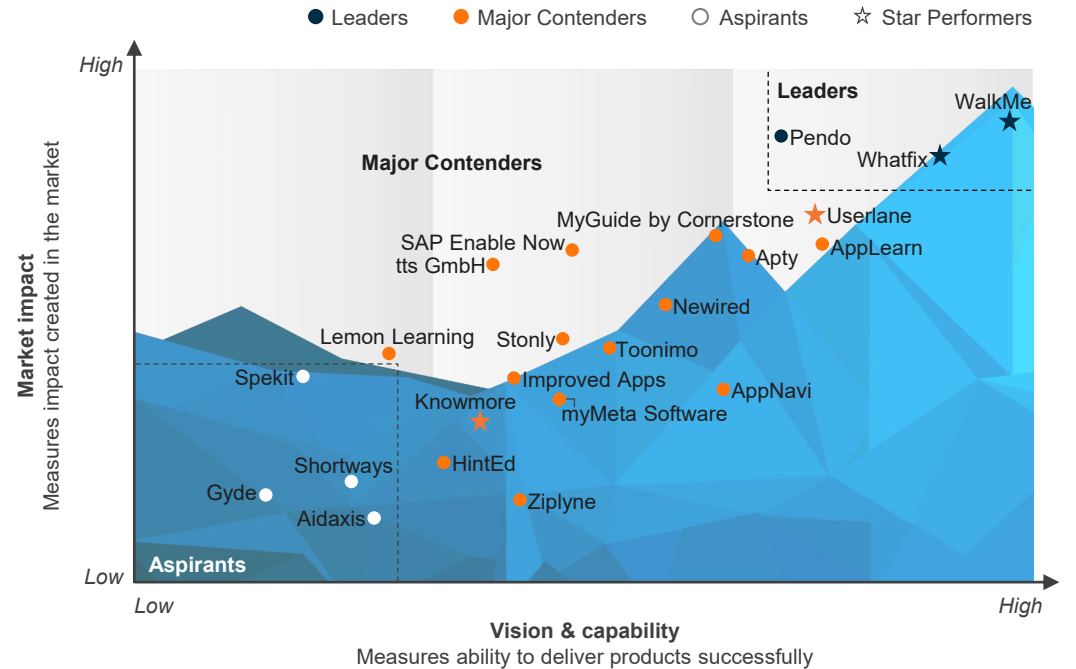 Leaders
Major Contenders
Aspirants
Star Performers
High
Leaders
WalkMe
Pendo
Whatfix
Major Contenders
MyGuide by Cornerstone
Userlane
SAP Enable Now
AppLearn
tts GmbH
Apty
Newired
Lemon Learning
Stonly
Toonimo
Spekit
Improved Apps
AppNavi
Knowmore
myMeta Software
Shortways
HintEd
Gyde
Ziplyne
Aidaxis
Aspirants
Market impact
Measures impact created in the market
Low
Low
High
Vision & capability
Measures ability to deliver products successfully